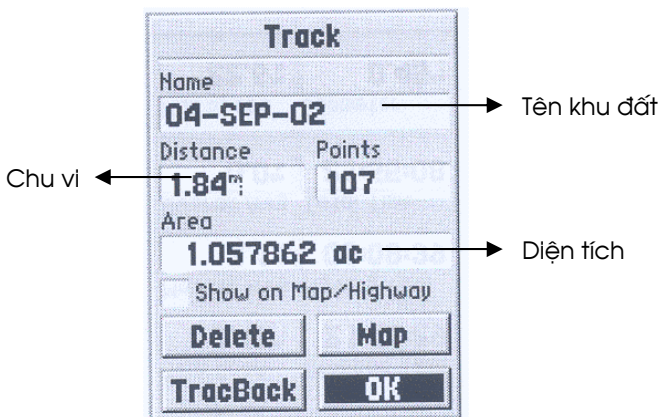 Track
Name
04-SEP-02
Tên khu đất
Distance
Points
Chu vi
1.84 mi
107
Area
1.057862 ac
Diện tích
Show on Map/Highway
Delete
Map
TracBack
OK